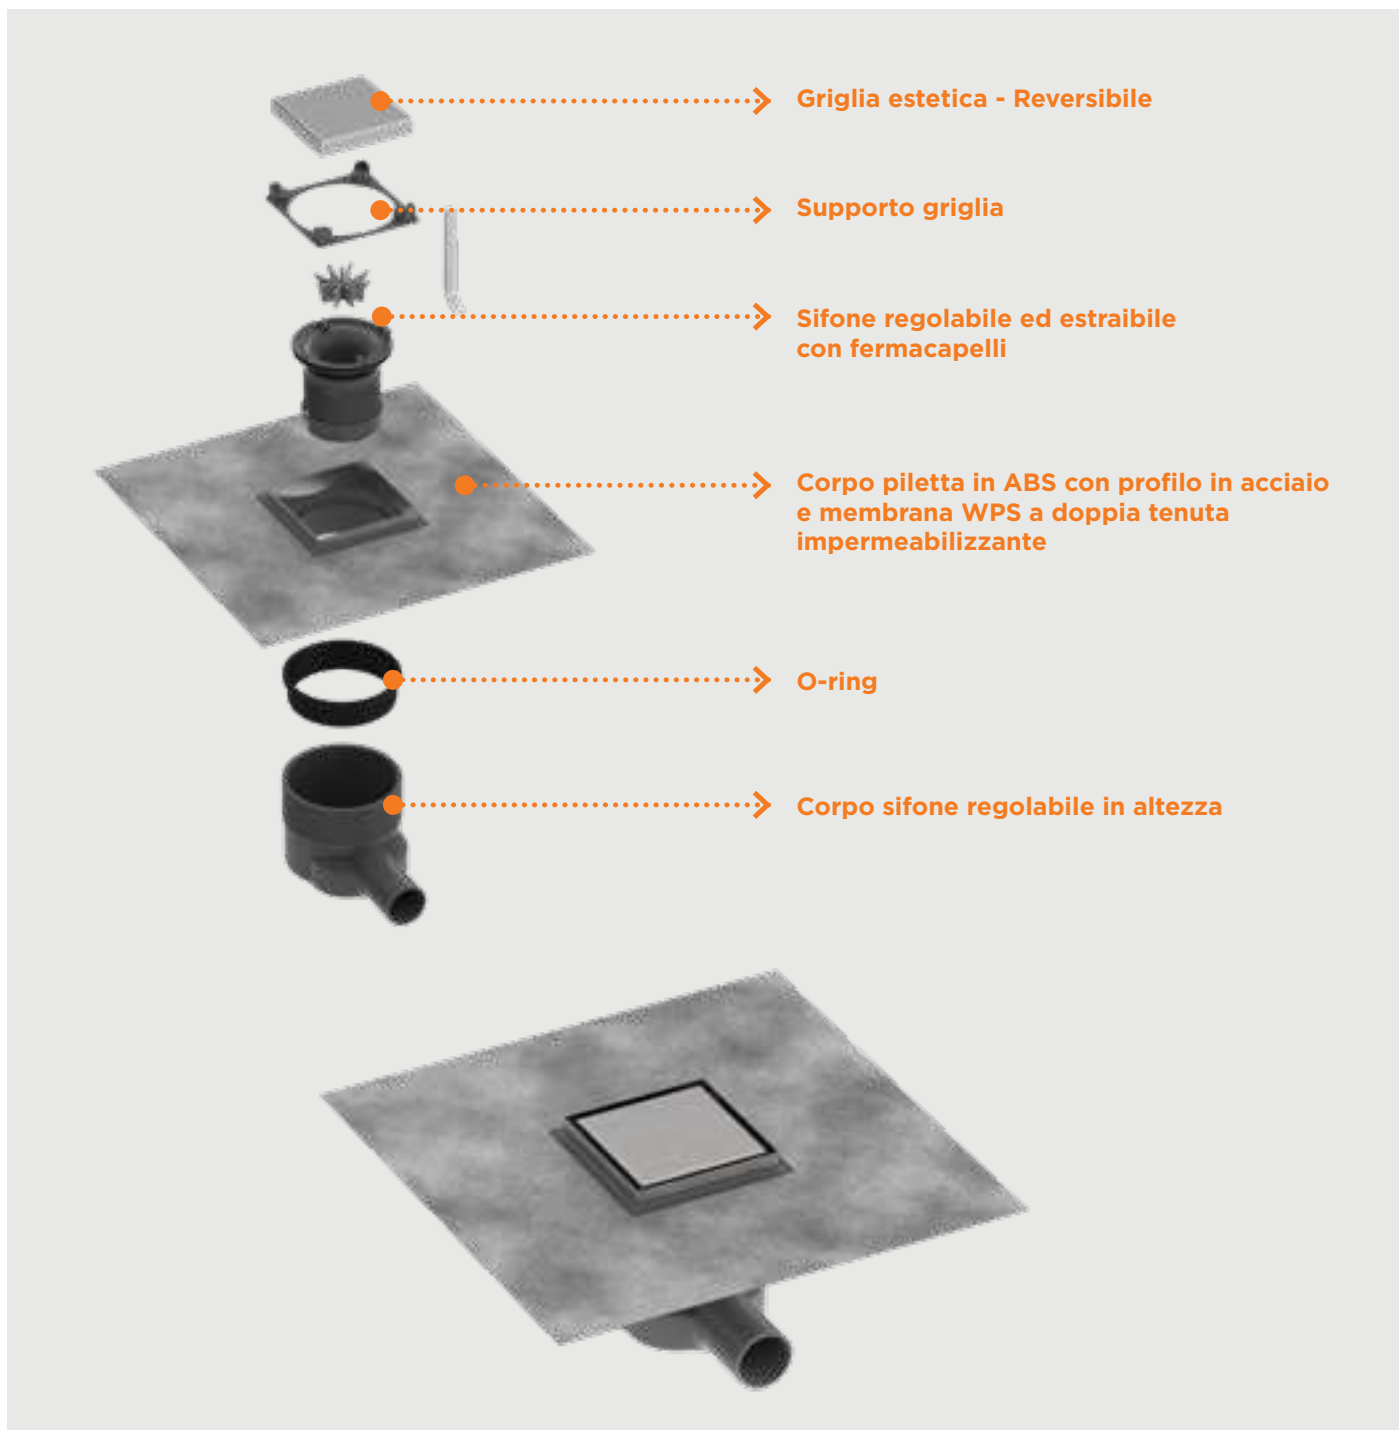 Griglia estetica - Reversibile
Supporto griglia
Sifone regolabile ed estraibile
con fermacapelli
Corpo piletta in ABS con profilo in acciaio
e membrana WPS a doppia tenuta
impermeabilizzante
O-ring
Corpo sifone regolabile in altezza